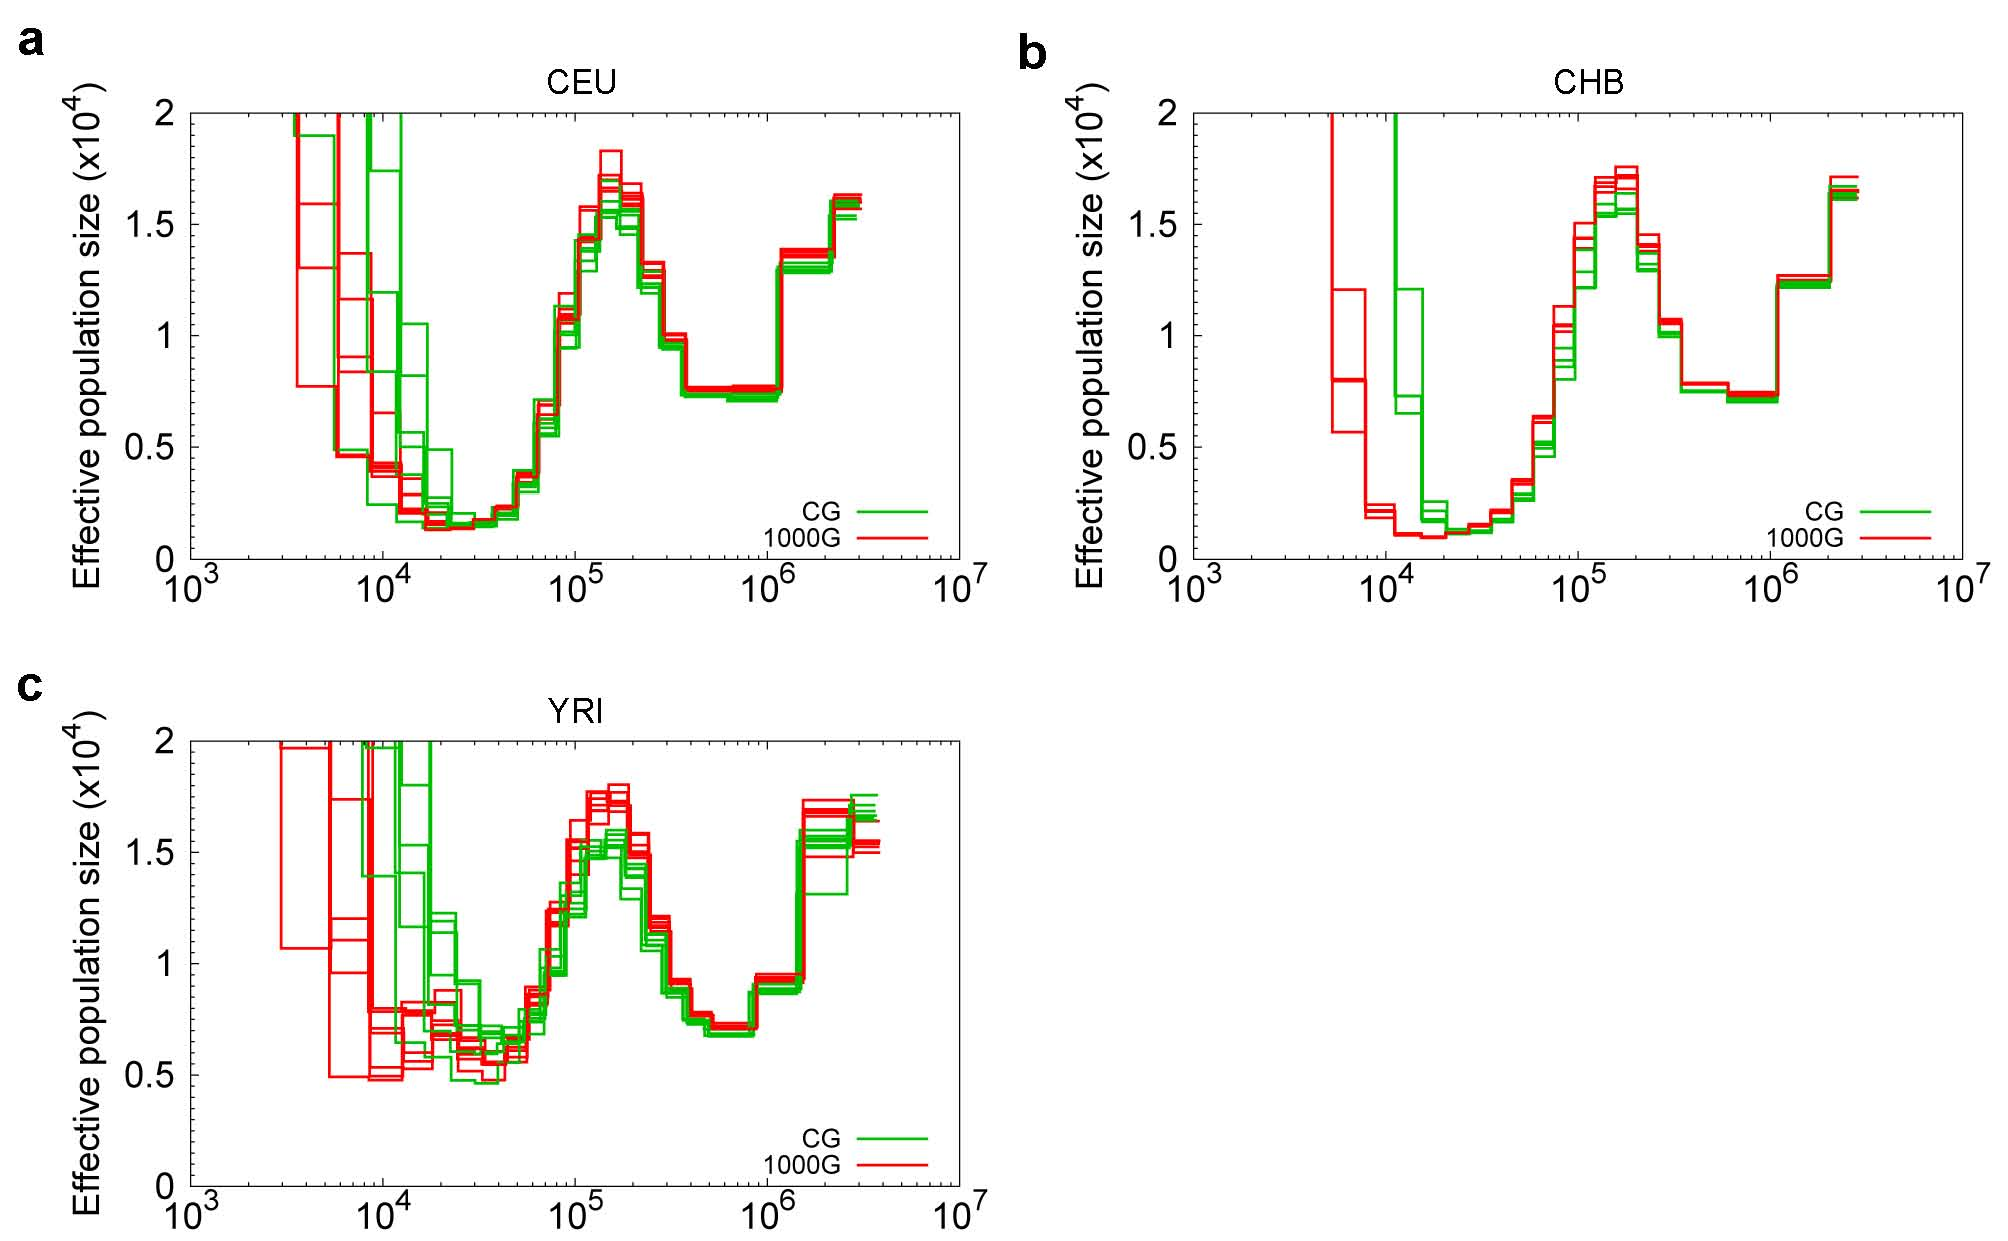 a
CEU
Effective population size (x10^4)
2
1.5
1
0.5
0
CG
1000G
10^3 10^4 10^5 10^6 10^7
b
CHB
Effective population size (x10^4)
2
1.5
1
0.5
0
CG
1000G
10^3 10^4 10^5 10^6 10^7
c
YRI
Effective population size (x10^4)
2
1.5
1
0.5
0
CG
1000G
10^3 10^4 10^5 10^6 10^7